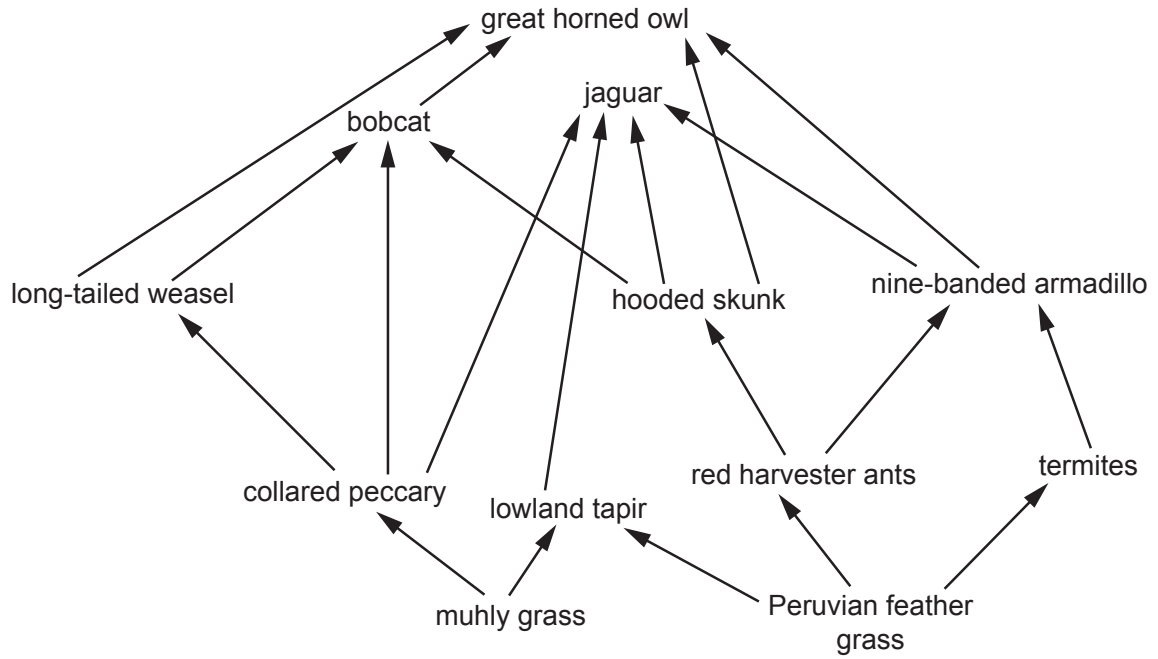 great horned owl
jaguar
bobcat
long-tailed weasel
hooded skunk
nine-banded armadillo
collared peccary
lowland tapir
red harvester ants
termites
muhly grass
Peruvian feather
grass